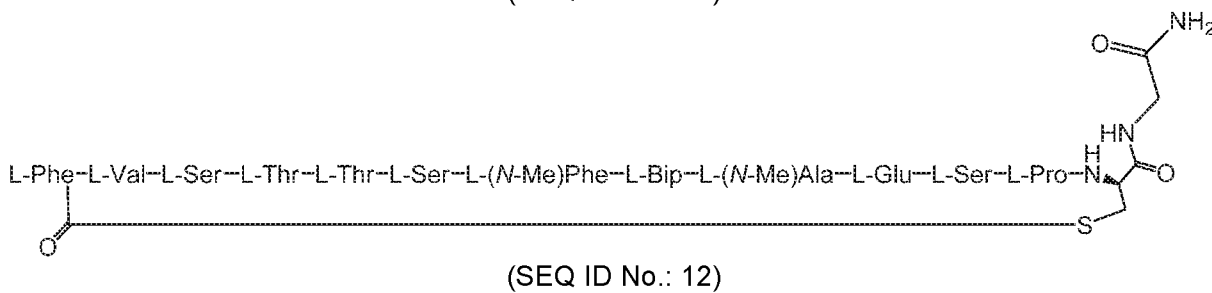 NH2
O
HN
H
L-Phe-L-Val-L-Ser-L-Thr-L-Thr-L-Ser-L-(N-Me)Phe-L-Bip-L-(N-Me)Ala-L-Glu-L-Ser-L-Pro-N O
S
O
(SEQ ID No.: 12)